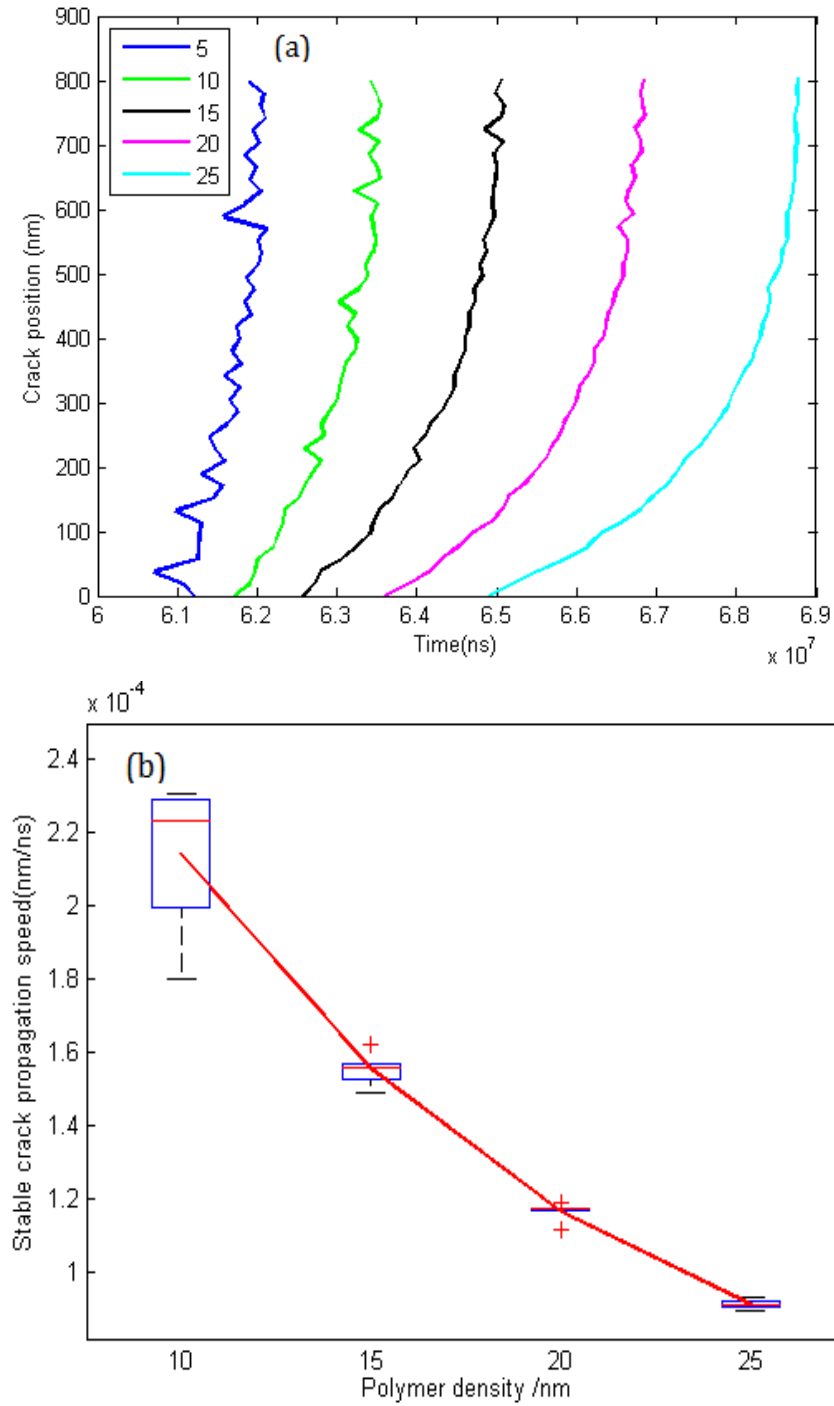 (a)
5
10
15
20
25
900
800
700
600
500
400
300
200
100
0
Crack position (nm)
6 6.1 6.2 6.3 6.4 6.5 6.6 6.7 6.8 6.9
Time(ns)
x 10^7
x 10^-4
(b)
2.4
2.2
2
1.8
1.6
1.4
1.2
1
Stable crack propagation speed(nm/ns)
10 15 20 25
Polymer density /nm